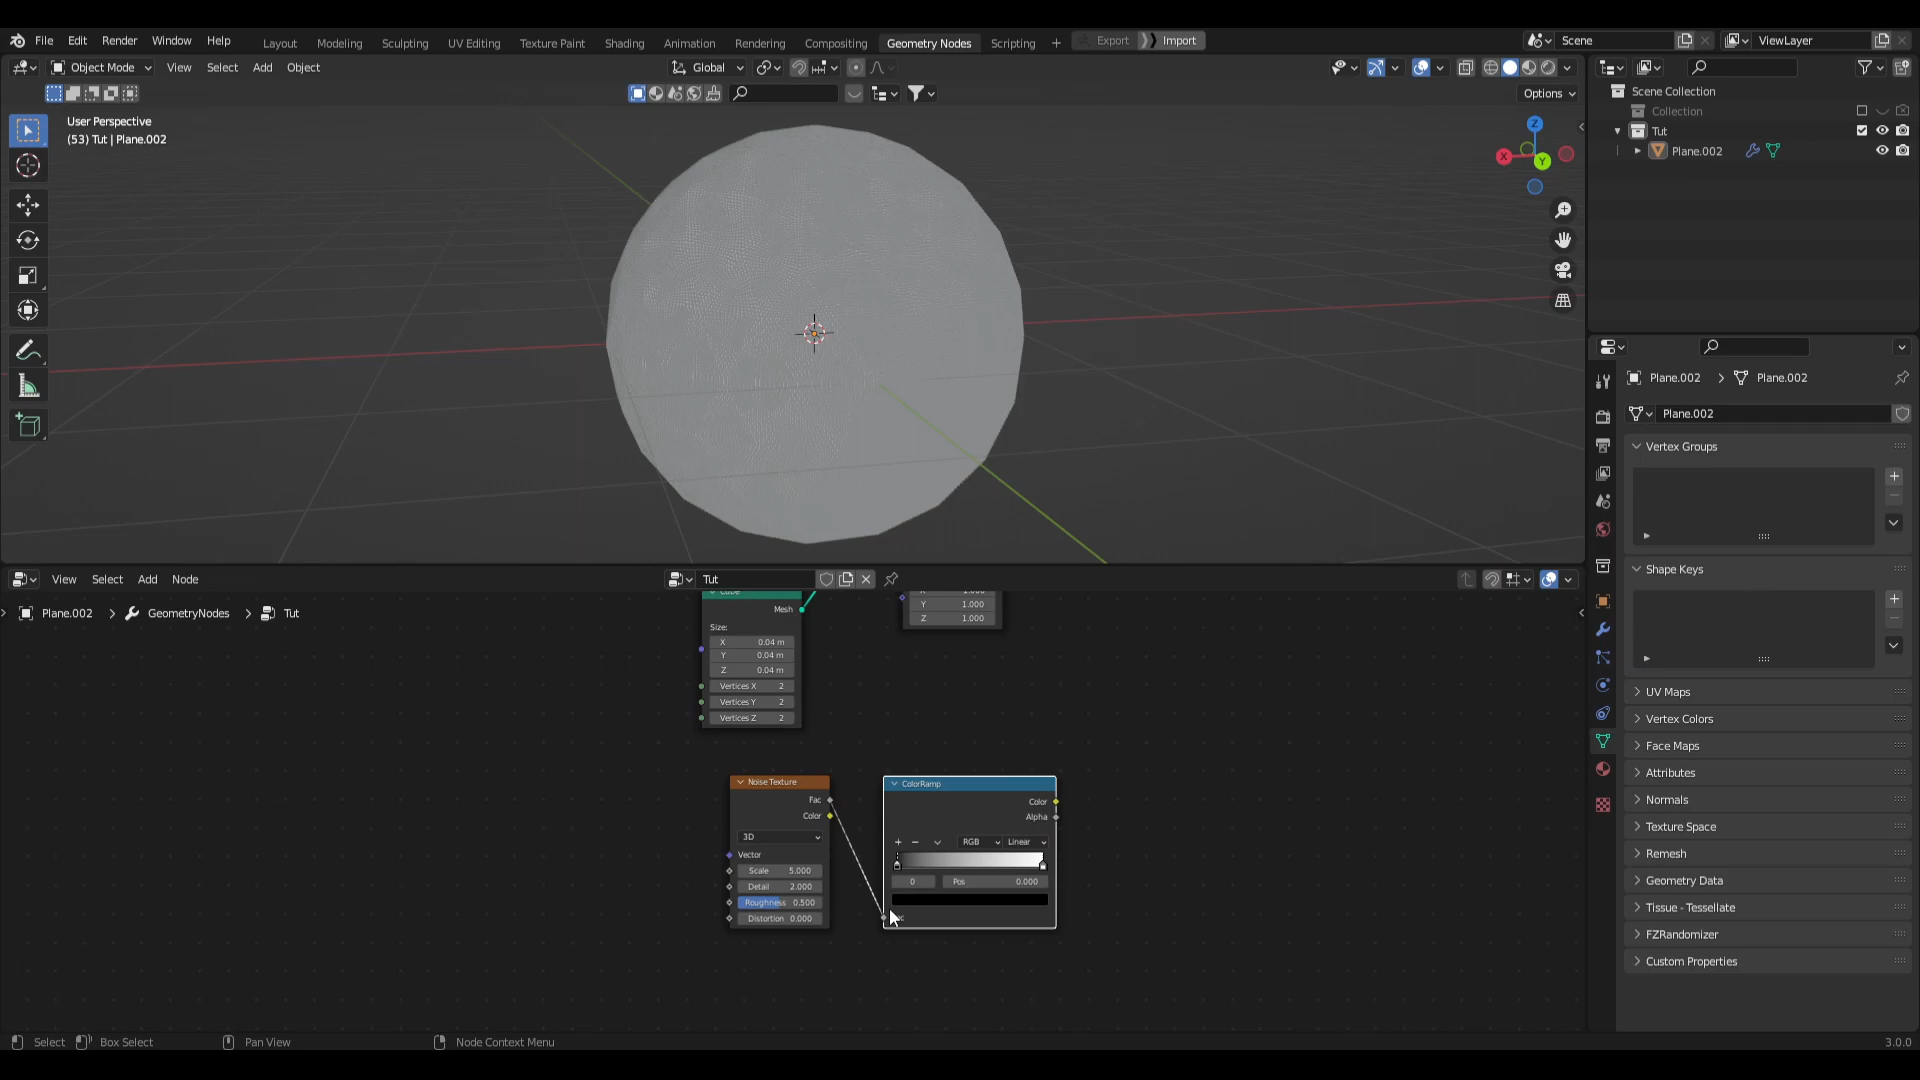 File Edit Render Window Help Layout Modeling Sculpting UV Editing Texture Paint Shading Animation Rendering Compositing Geometry Nodes Scripting + Export Import Scene ViewLayer
Object Mode View Select Add Object Global
Options
User Perspective
(53) Tut | Plane.002
Z
X
Y
Scene Collection
Collection
Tut
Plane.002
Plane.002 > Plane.002
Plane.002
Vertex Groups
Shape Keys
UV Maps
Vertex Colors
Face Maps
Attributes
Normals
Texture Space
Remesh
Geometry Data
Tissue - Tessellate
FZRandomizer
Custom Properties
View Select Add Node Tut
Plane.002 > GeometryNodes > Tut
Cube
Mesh
Size:
X 0.04 m
Y 0.04 m
Z 0.04 m
Vertices X 2
Vertices Y 2
Vertices Z 2
X 1.000
Y 1.000
Z 1.000
Noise Texture
Fac
Color
3D
Vector
Scale 5.000
Detail 2.000
Roughness 0.500
Distortion 0.000
ColorRamp
Color
Alpha
+ − RGB Linear
0 Pos 0.000
Select Box Select Pan View Node Context Menu 3.0.0